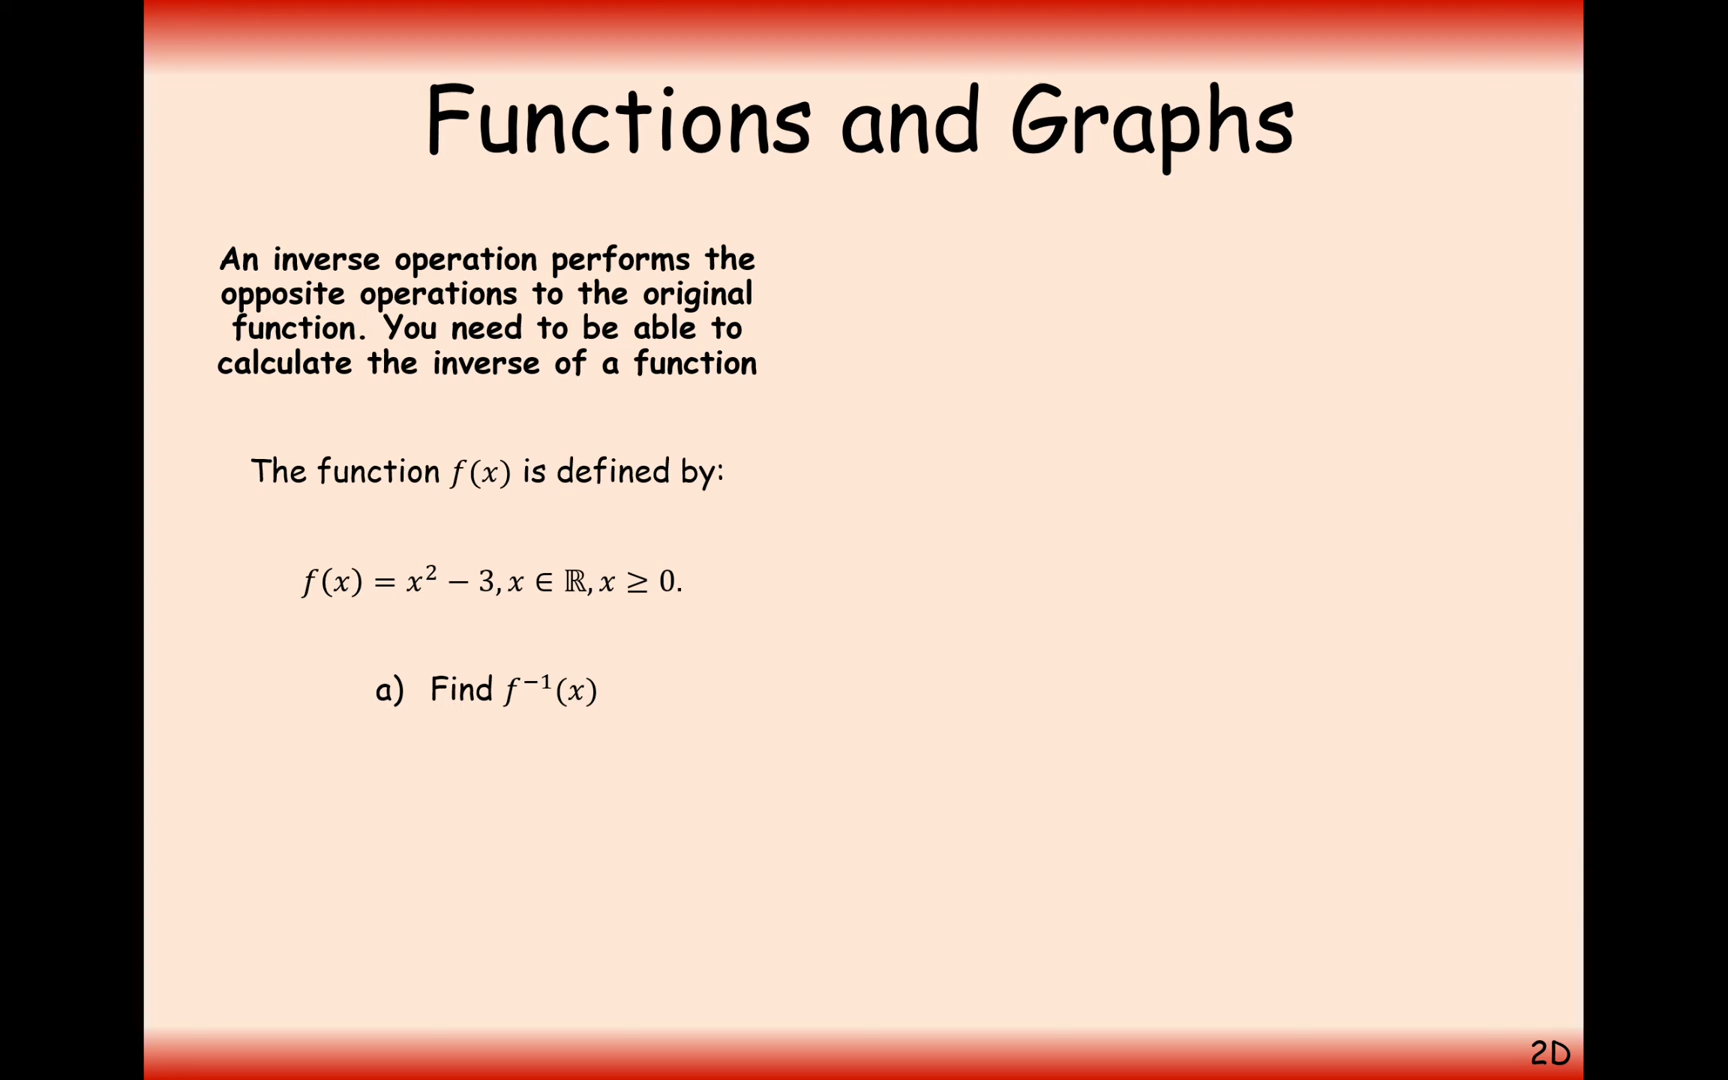 Functions and Graphs
An inverse operation performs the
opposite operations to the original
function. You need to be able to
calculate the inverse of a function
The function f(x) is defined by:
f(x) = x² − 3, x ∈ ℝ, x ≥ 0.
a) Find f⁻¹(x)
2D